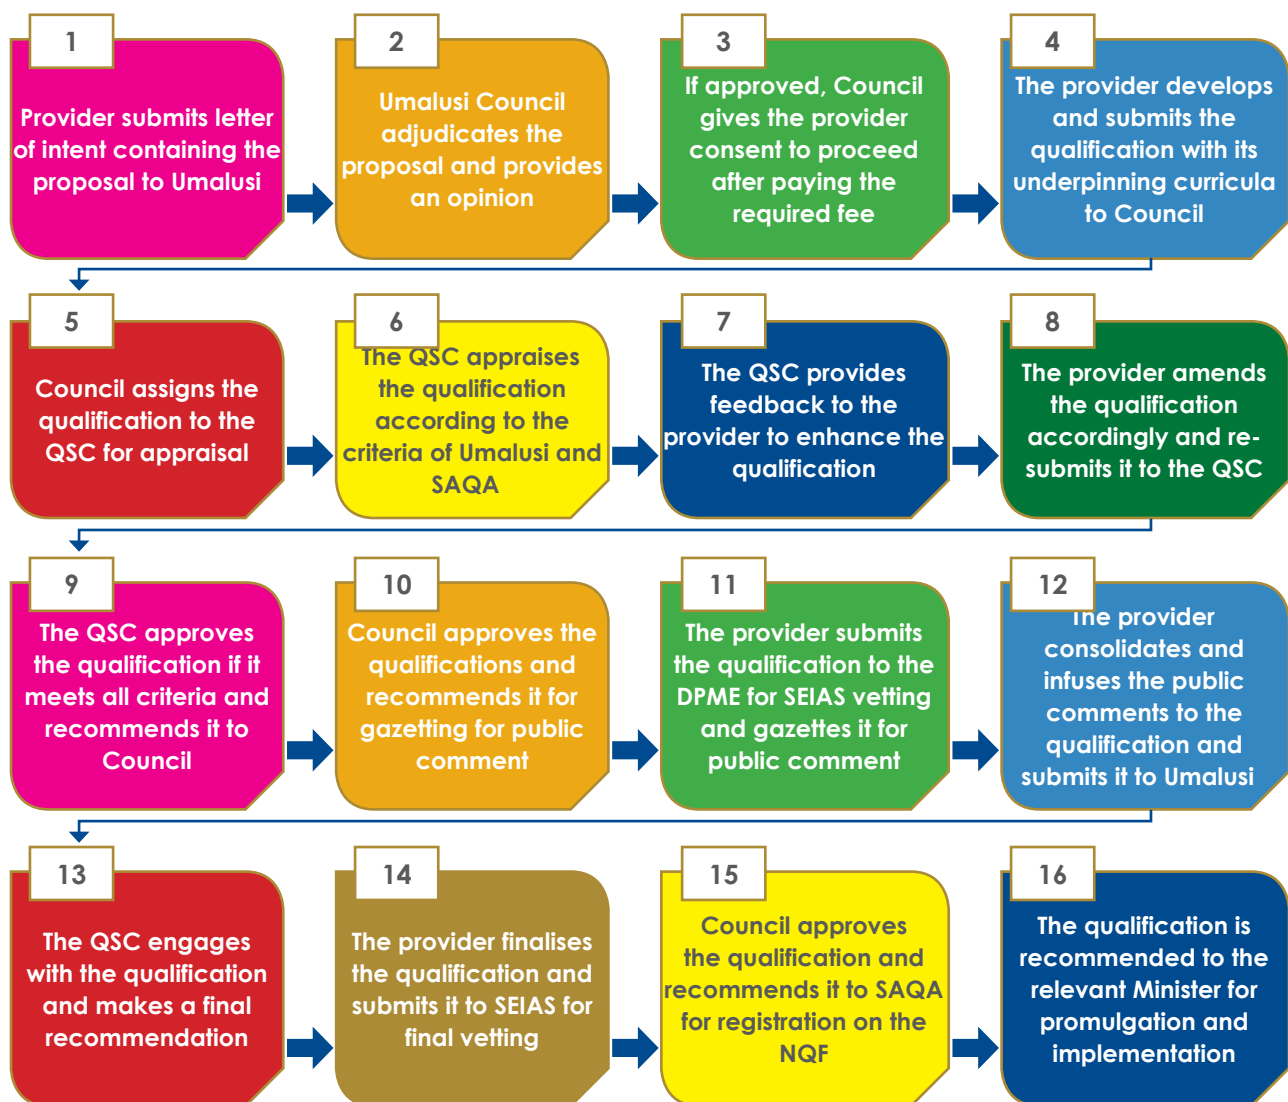 1
Provider submits letter
of intent containing the
proposal to Umalusi
2
Umalusi Council
adjudicates the
proposal and provides
an opinion
3
If approved, Council
gives the provider
consent to proceed
after paying the
required fee
4
The provider develops
and submits the
qualification with its
underpinning curricula
to Council
5
Council assigns the
qualification to the
QSC for appraisal
6
The QSC appraises
the qualification
according to the
criteria of Umalusi and
SAQA
7
The QSC provides
feedback to the
provider to enhance the
qualification
8
The provider amends
the qualification
accordingly and re-
submits it to the QSC
9
The QSC approves
the qualification if it
meets all criteria and
recommends it to
Council
10
Council approves the
qualifications and
recommends it for
gazetting for public
comment
11
The provider submits
the qualification to the
DPME for SEIAS vetting
and gazettes it for
public comment
12
The provider
consolidates and
infuses the public
comments to the
qualification and
submits it to Umalusi
13
The QSC engages
with the qualification
and makes a final
recommendation
14
The provider finalises
the qualification and
submits it to SEIAS for
final vetting
15
Council approves
the qualification and
recommends it to SAQA
for registration on the
NQF
16
The qualification is
recommended to the
relevant Minister for
promulgation and
implementation